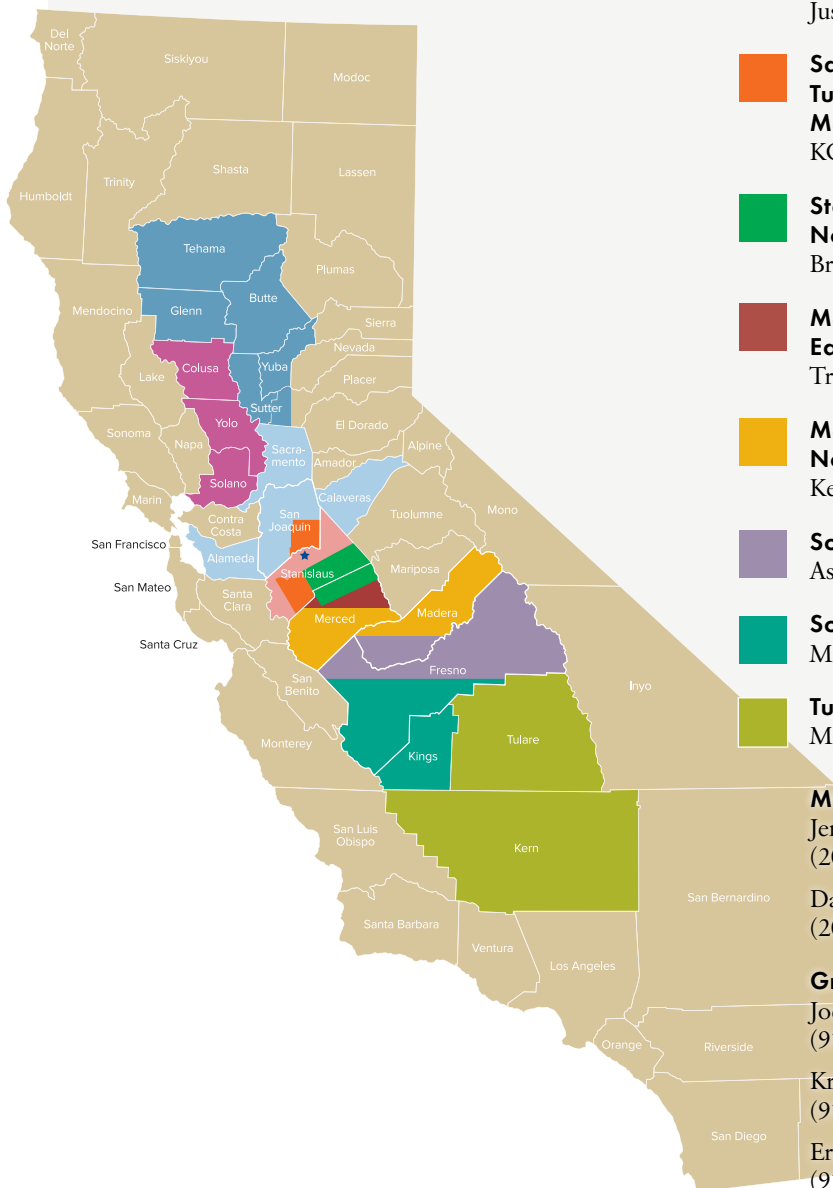 Del
Norte
Siskiyou
Modoc
Humboldt
Trinity
Shasta
Lassen
Tehama
Plumas
Mendocino
Glenn
Butte
Sierra
Nevada
Lake
Colusa
Yuba
Placer
Sutter
El Dorado
Sonoma
Napa
Yolo
Sacra-
mento
Amador
Alpine
Solano
Marin
Contra
Costa
San
Joaquin
Calaveras
Tuolumne
Mono
San Francisco
Alameda
Stanislaus
Mariposa
San Mateo
Santa
Clara
Merced
Madera
Santa Cruz
San
Benito
Fresno
Inyo
Monterey
Kings
Tulare
San Luis
Obispo
Kern
San Bernardino
Santa Barbara
Ventura
Los Angeles
Orange
Riverside
San Diego
M
Gr
Kr
Er